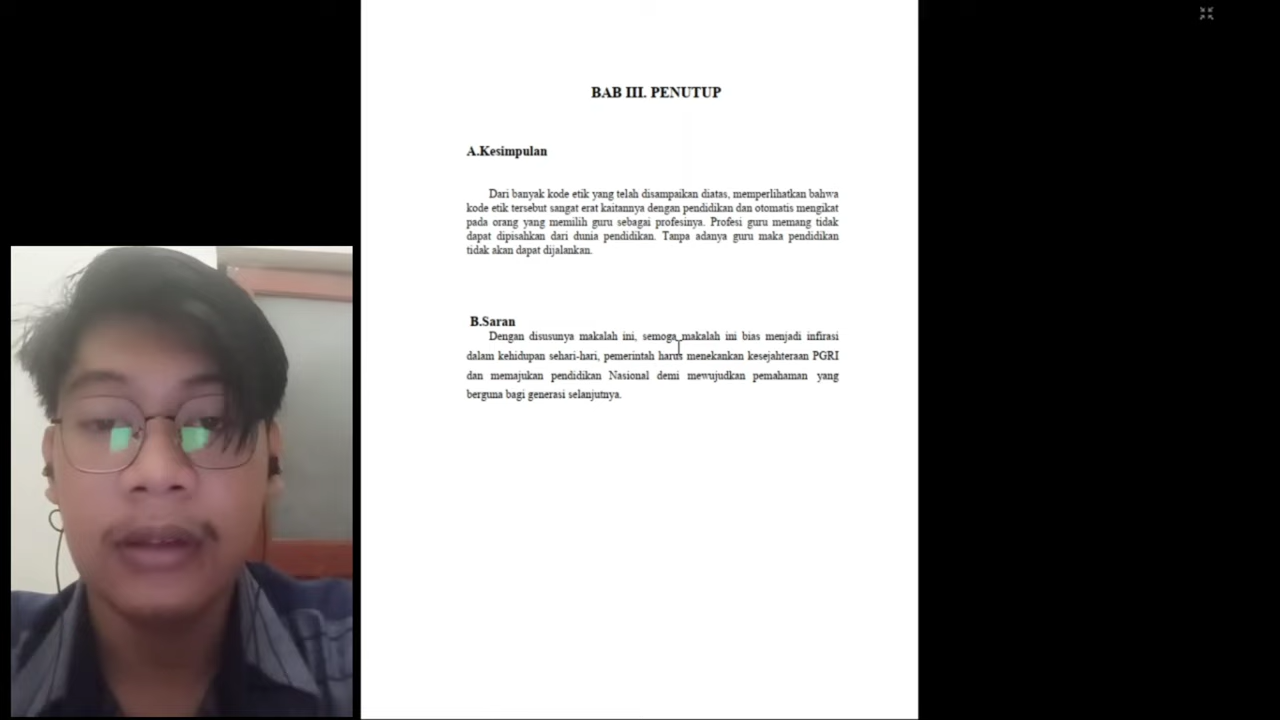 BAB III. PENUTUP
A.Kesimpulan
Dari banyak kode etik yang telah disampaikan diatas, memperlihatkan bahwa
kode etik tersebut sangat erat kaitannya dengan pendidikan dan otomatis mengikat
pada orang yang memilih guru sebagai profesinya. Profesi guru memang tidak
dapat dipisahkan dari dunia pendidikan. Tanpa adanya guru maka pendidikan
tidak akan dapat dijalankan.
B.Saran
Dengan disusunya makalah ini, semoga makalah ini bias menjadi infirasi
dalam kehidupan sehari-hari, pemerintah harus menekankan kesejahteraan PGRI
dan memajukan pendidikan Nasional demi mewujudkan pemahaman yang
berguna bagi generasi selanjutnya.